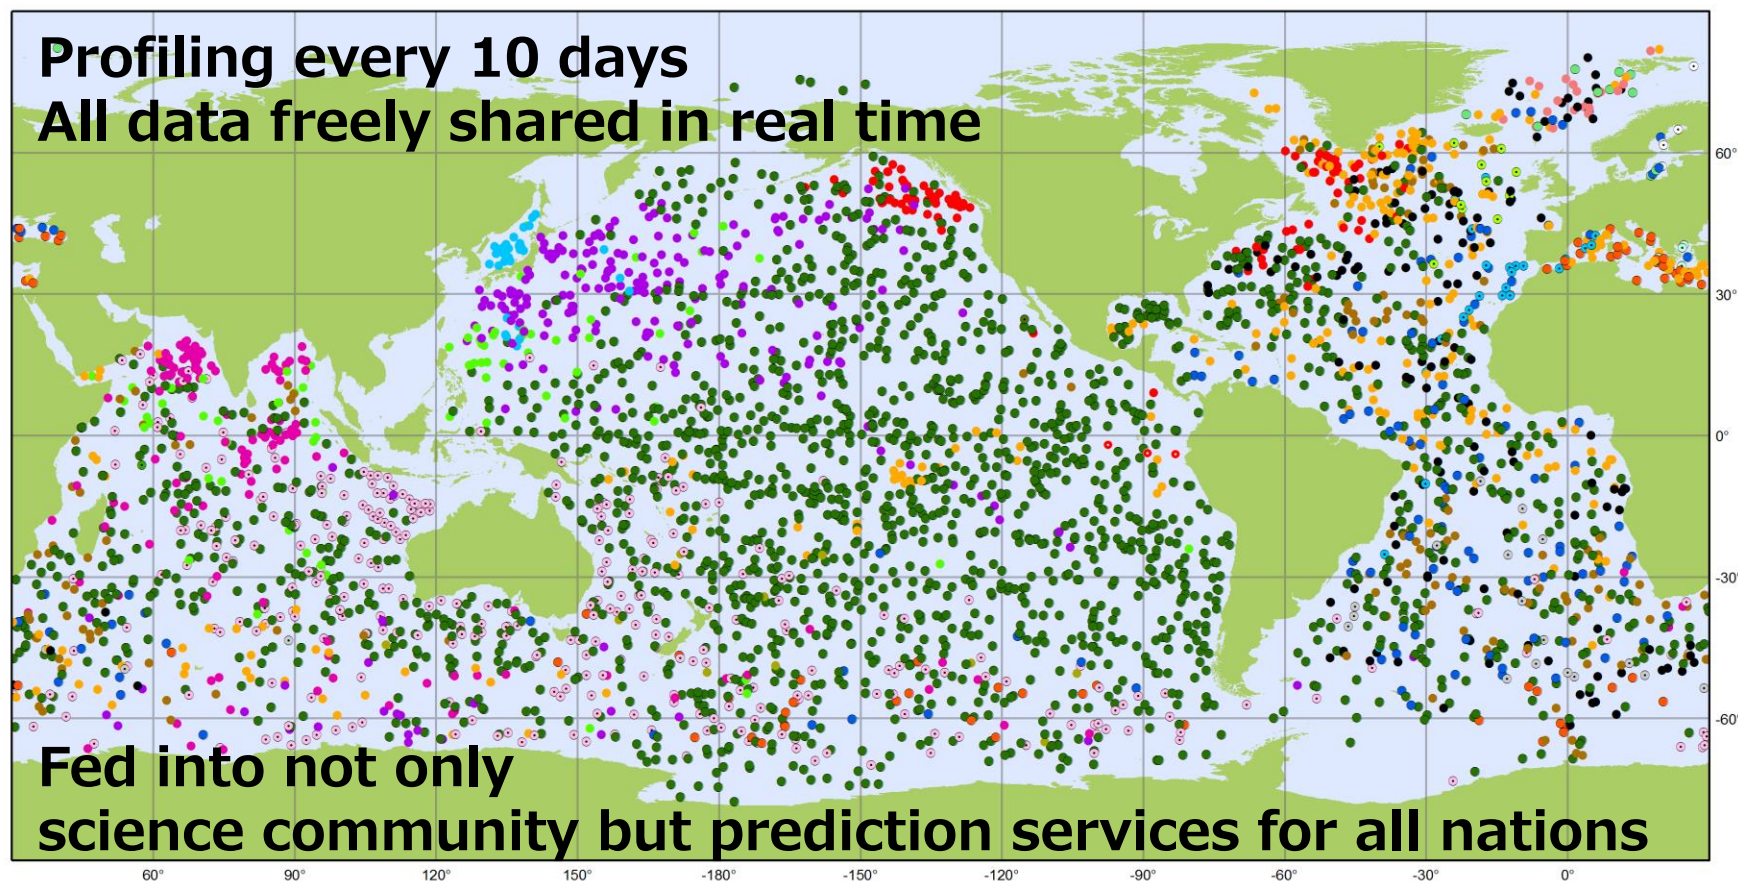 Profiling every 10 days
All data freely shared in real time
60°
30°
0°
-30°
-60°
Fed into not only
science community but prediction services for all nations
60° 90° 120° 150° -180° -150° -120° -90° -60° -30° 0°